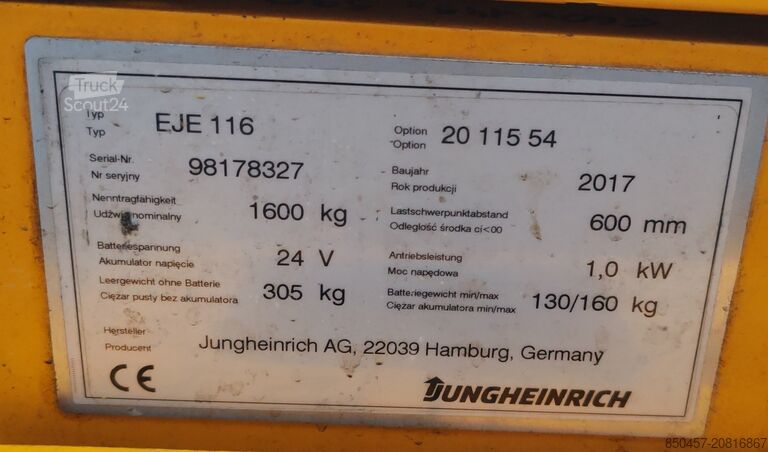 Truck
Scout24
Typ EJE 116 Option 20 115 54
Typ Option
Serial-Nr. 98178327 Baujahr 2017
Nr seryjny Rok produkcji
Nenntragfähigkeit 1600 kg Lastschwerpunktabstand 600 mm
Udźwig nominalny Odległość środka ci<00
Batteriespannung 24 V Antriebsleistung 1,0 kW
Akumulator napięcie Moc napędowa
Leergewicht ohne Batterie 305 kg Batteriegewicht min/max 130/160 kg
Ciężar pusty bez akumulatora Ciężar akumulatora min/max
Hersteller Jungheinrich AG, 22039 Hamburg, Germany
Producent
CE JUNGHEINRICH
850457-20816867